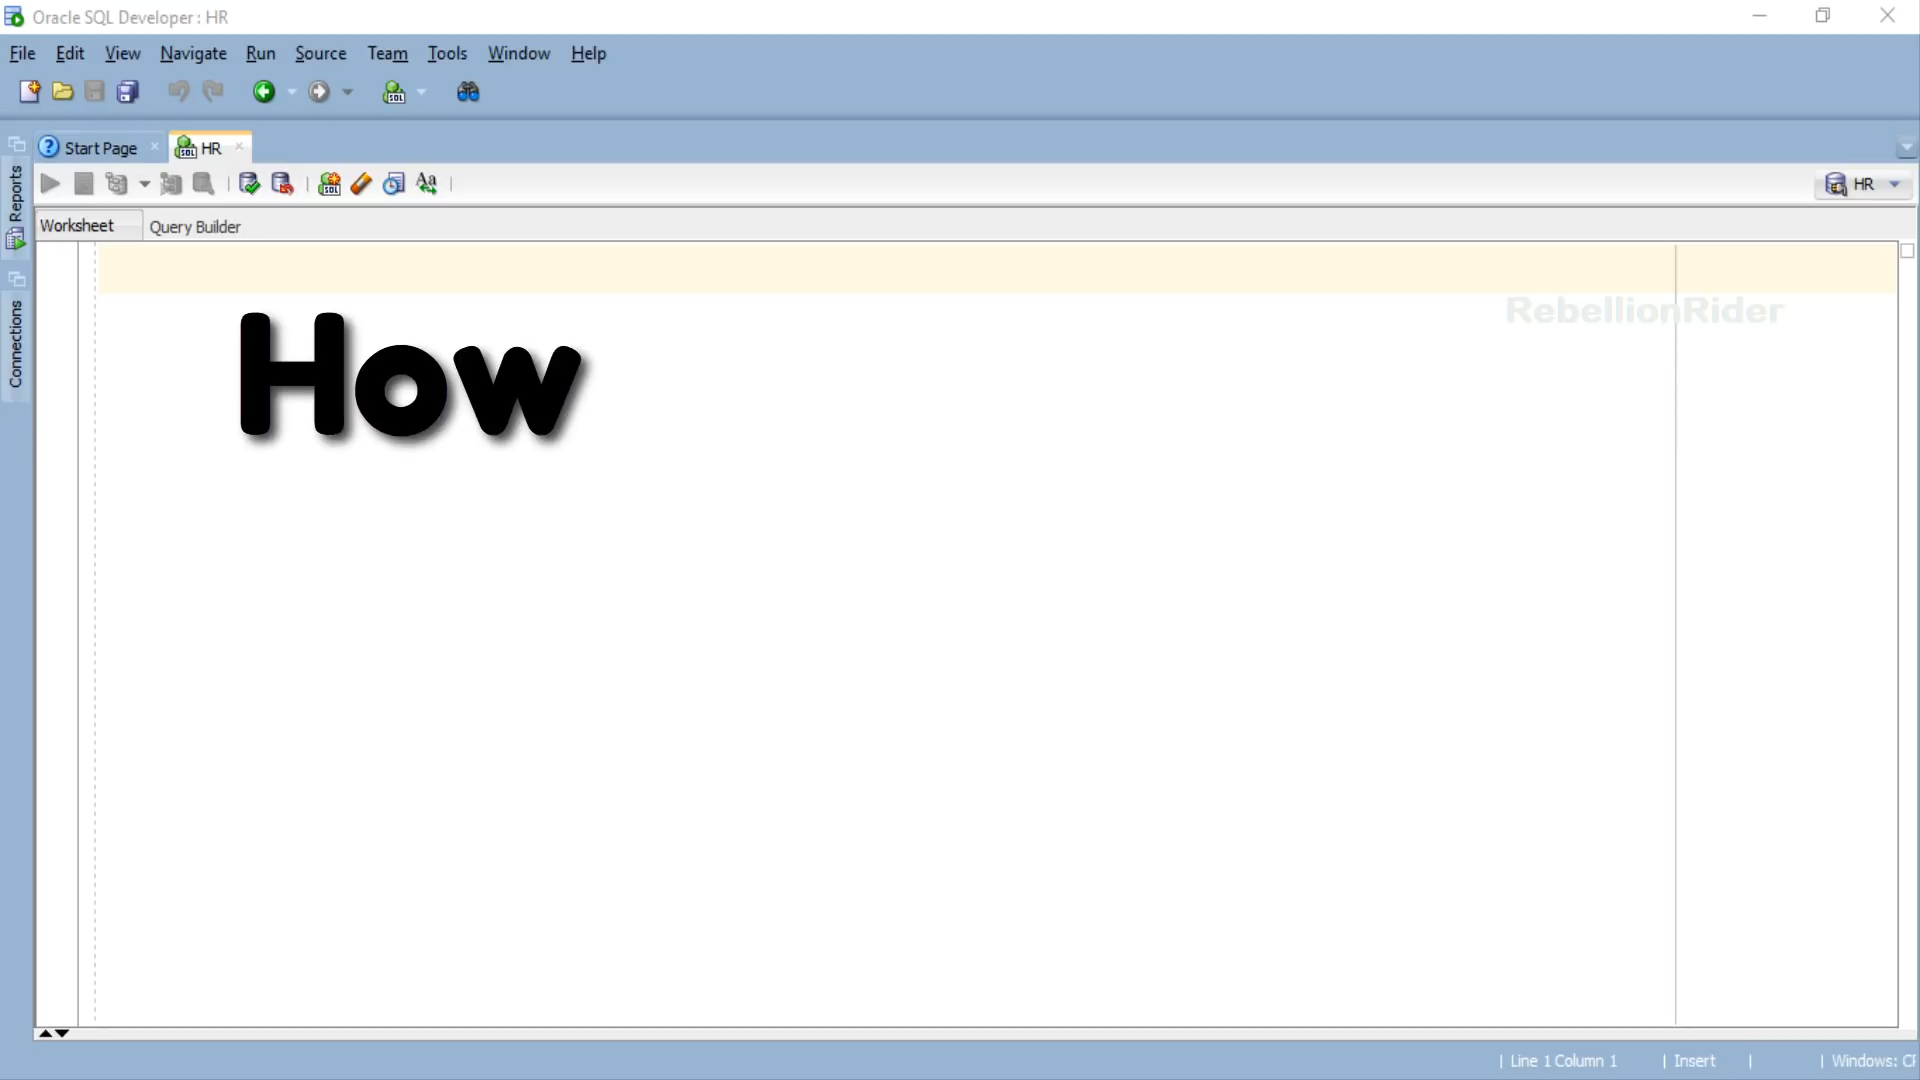 Oracle SQL Developer : HR
File Edit View Navigate Run Source Team Tools Window Help
Start Page HR
HR
Worksheet Query Builder
Reports
Connections
RebellionRider
How
Line 1 Column 1 | Insert | | Windows: